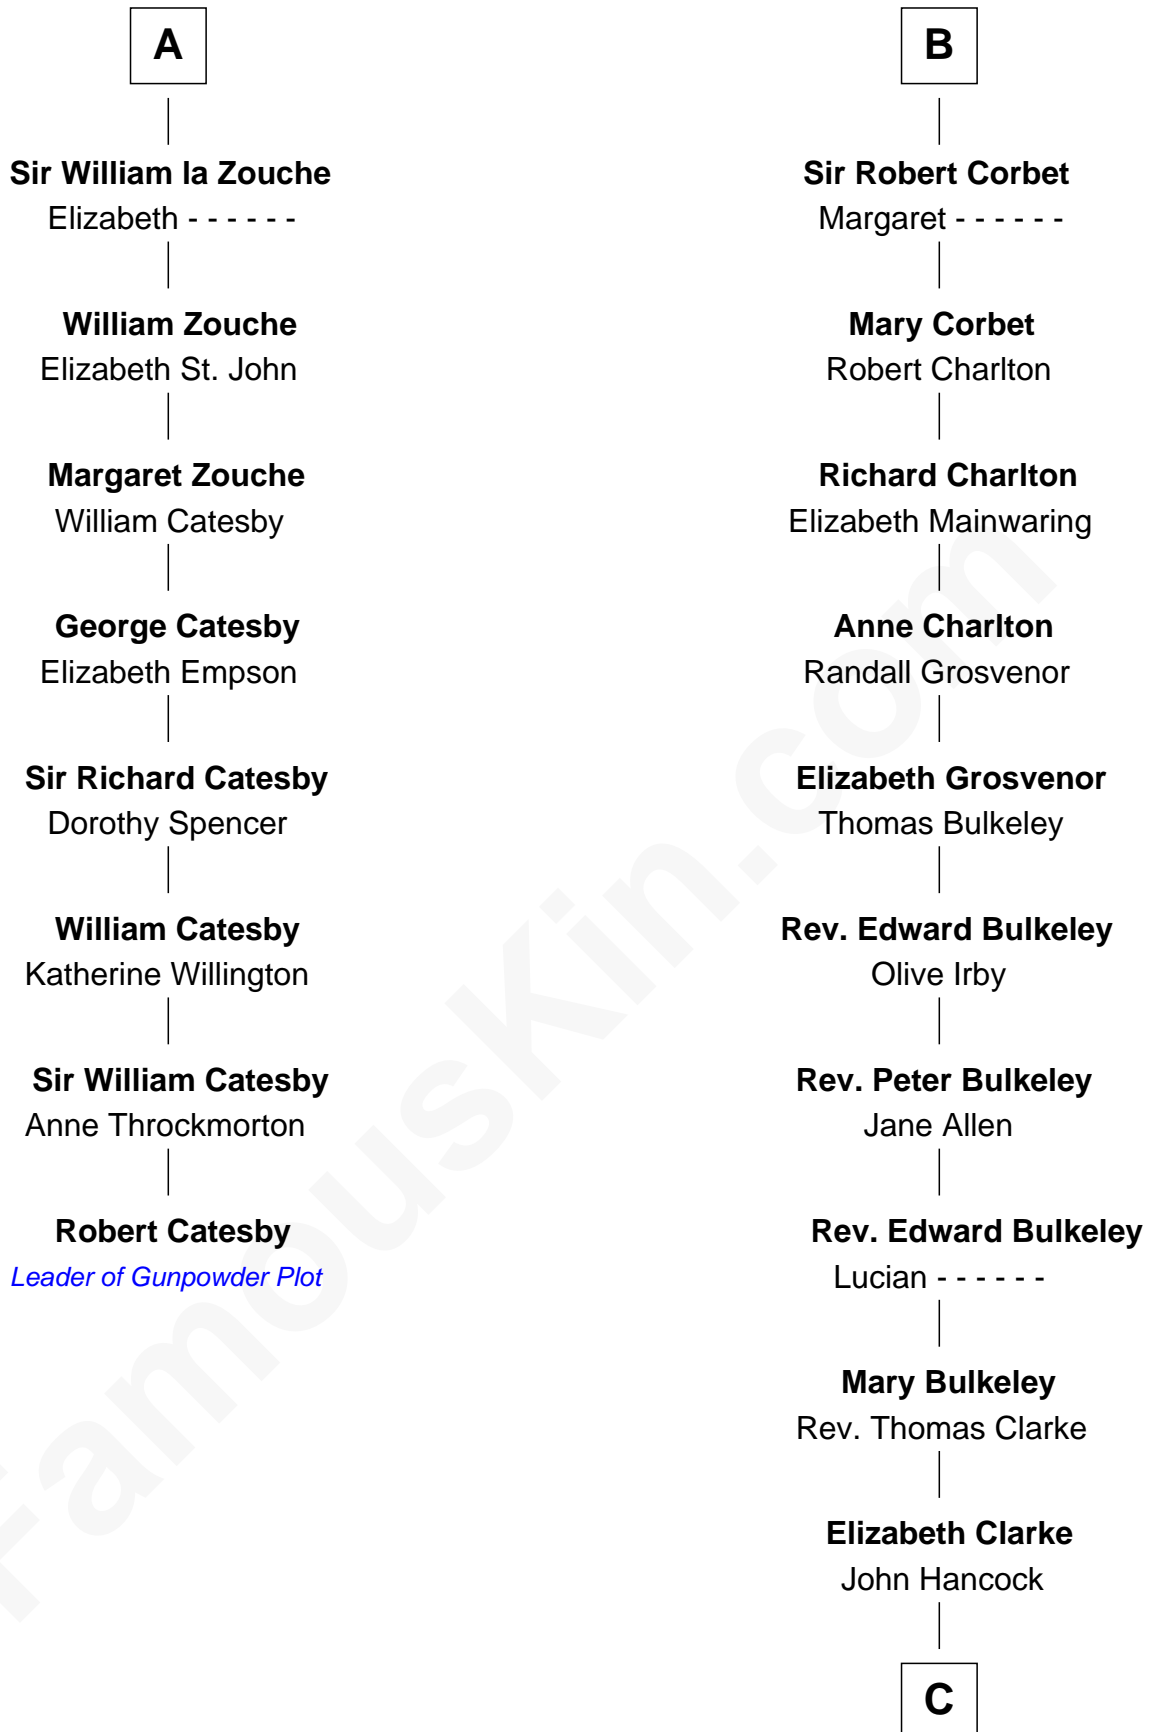 A
Sir William la Zouche
Elizabeth - - - - - -
William Zouche
Elizabeth St. John
Margaret Zouche
William Catesby
George Catesby
Elizabeth Empson
Sir Richard Catesby
Dorothy Spencer
William Catesby
Katherine Willington
Sir William Catesby
Anne Throckmorton
Robert Catesby
Leader of Gunpowder Plot
B
Sir Robert Corbet
Margaret - - - - - -
Mary Corbet
Robert Charlton
Richard Charlton
Elizabeth Mainwaring
Anne Charlton
Randall Grosvenor
Elizabeth Grosvenor
Thomas Bulkeley
Rev. Edward Bulkeley
Olive Irby
Rev. Peter Bulkeley
Jane Allen
Rev. Edward Bulkeley
Lucian - - - - - -
Mary Bulkeley
Rev. Thomas Clarke
Elizabeth Clarke
John Hancock
C
FamousKin.com